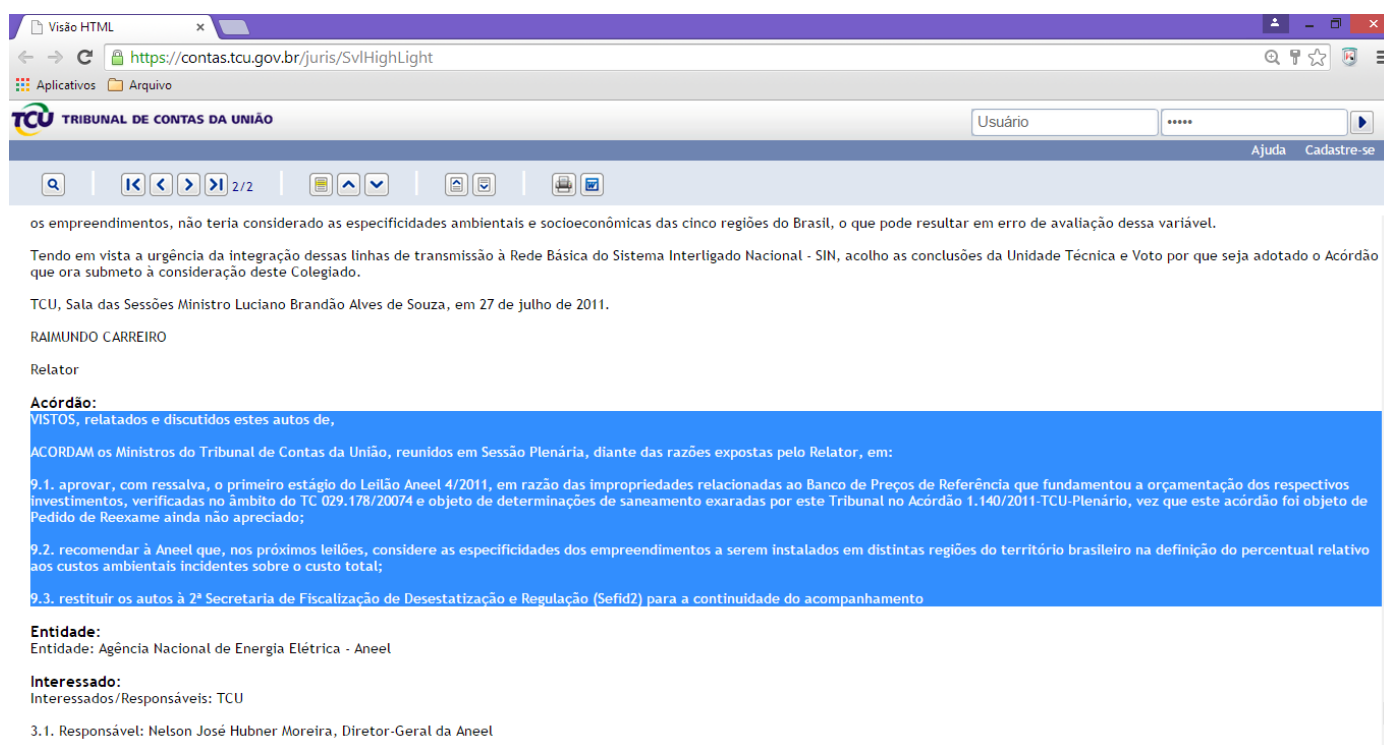 Visão HTML
https://contas.tcu.gov.br/juris/SvlHighLight
Aplicativos Arquivo
TCU TRIBUNAL DE CONTAS DA UNIÃO Usuário •••••
Ajuda Cadastre-se
2/2
os empreendimentos, não teria considerado as especificidades ambientais e socioeconômicas das cinco regiões do Brasil, o que pode resultar em erro de avaliação dessa variável.
Tendo em vista a urgência da integração dessas linhas de transmissão à Rede Básica do Sistema Interligado Nacional - SIN, acolho as conclusões da Unidade Técnica e Voto por que seja adotado o Acórdão
que ora submeto à consideração deste Colegiado.
TCU, Sala das Sessões Ministro Luciano Brandão Alves de Souza, em 27 de julho de 2011.
RAIMUNDO CARREIRO
Relator
Acórdão:
VISTOS, relatados e discutidos estes autos de,
ACORDAM os Ministros do Tribunal de Contas da União, reunidos em Sessão Plenária, diante das razões expostas pelo Relator, em:
9.1. aprovar, com ressalva, o primeiro estágio do Leilão Aneel 4/2011, em razão das impropriedades relacionadas ao Banco de Preços de Referência que fundamentou a orçamentação dos respectivos
investimentos, verificadas no âmbito do TC 029.178/20074 e objeto de determinações de saneamento exaradas por este Tribunal no Acórdão 1.140/2011-TCU-Plenário, vez que este acórdão foi objeto de
Pedido de Reexame ainda não apreciado;
9.2. recomendar à Aneel que, nos próximos leilões, considere as especificidades dos empreendimentos a serem instalados em distintas regiões do território brasileiro na definição do percentual relativo
aos custos ambientais incidentes sobre o custo total;
9.3. restituir os autos à 2ª Secretaria de Fiscalização de Desestatização e Regulação (Sefid2) para a continuidade do acompanhamento
Entidade:
Entidade: Agência Nacional de Energia Elétrica - Aneel
Interessado:
Interessados/Responsáveis: TCU
3.1. Responsável: Nelson José Hubner Moreira, Diretor-Geral da Aneel